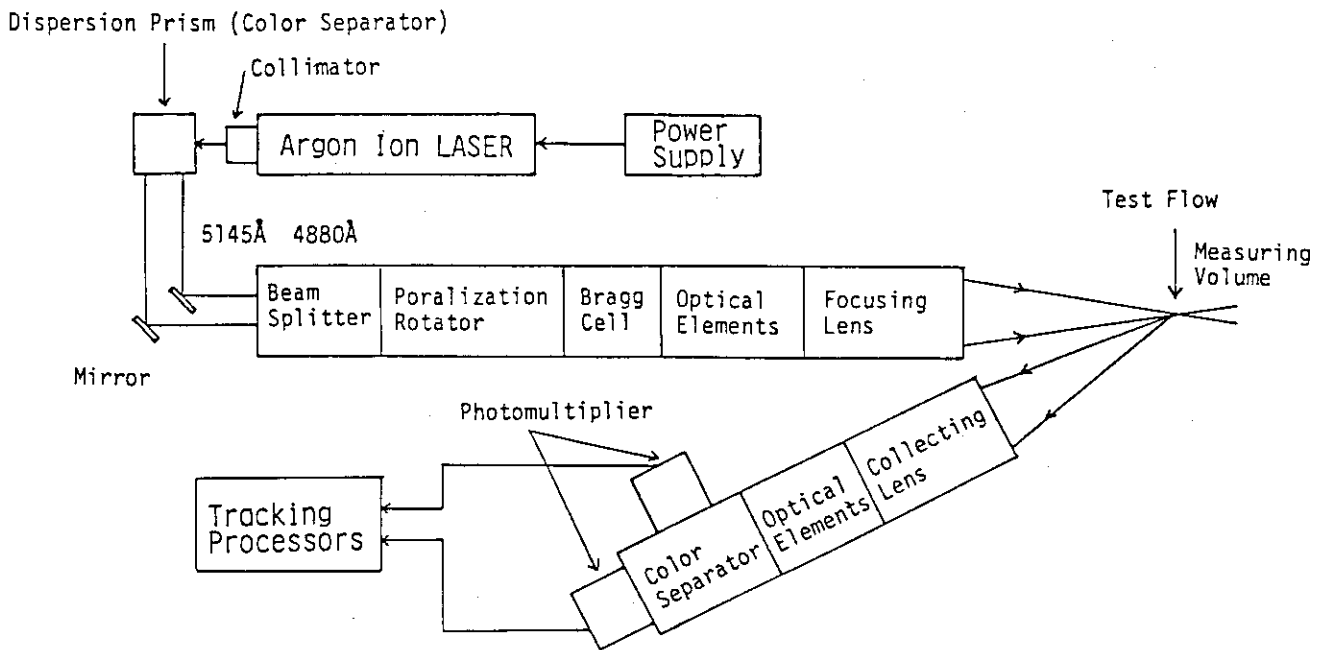 Dispersion Prism (Color Separator)
Collimator
Argon Ion LASER
Power
Supply
Test Flow
5145Å 4880Å
Measuring
Volume
Beam
Splitter
Poralization
Rotator
Bragg
Cell
Optical
Elements
Focusing
Lens
Mirror
Photomultiplier
Collecting
Lens
Optical
Elements
Color
Separator
Tracking
Processors